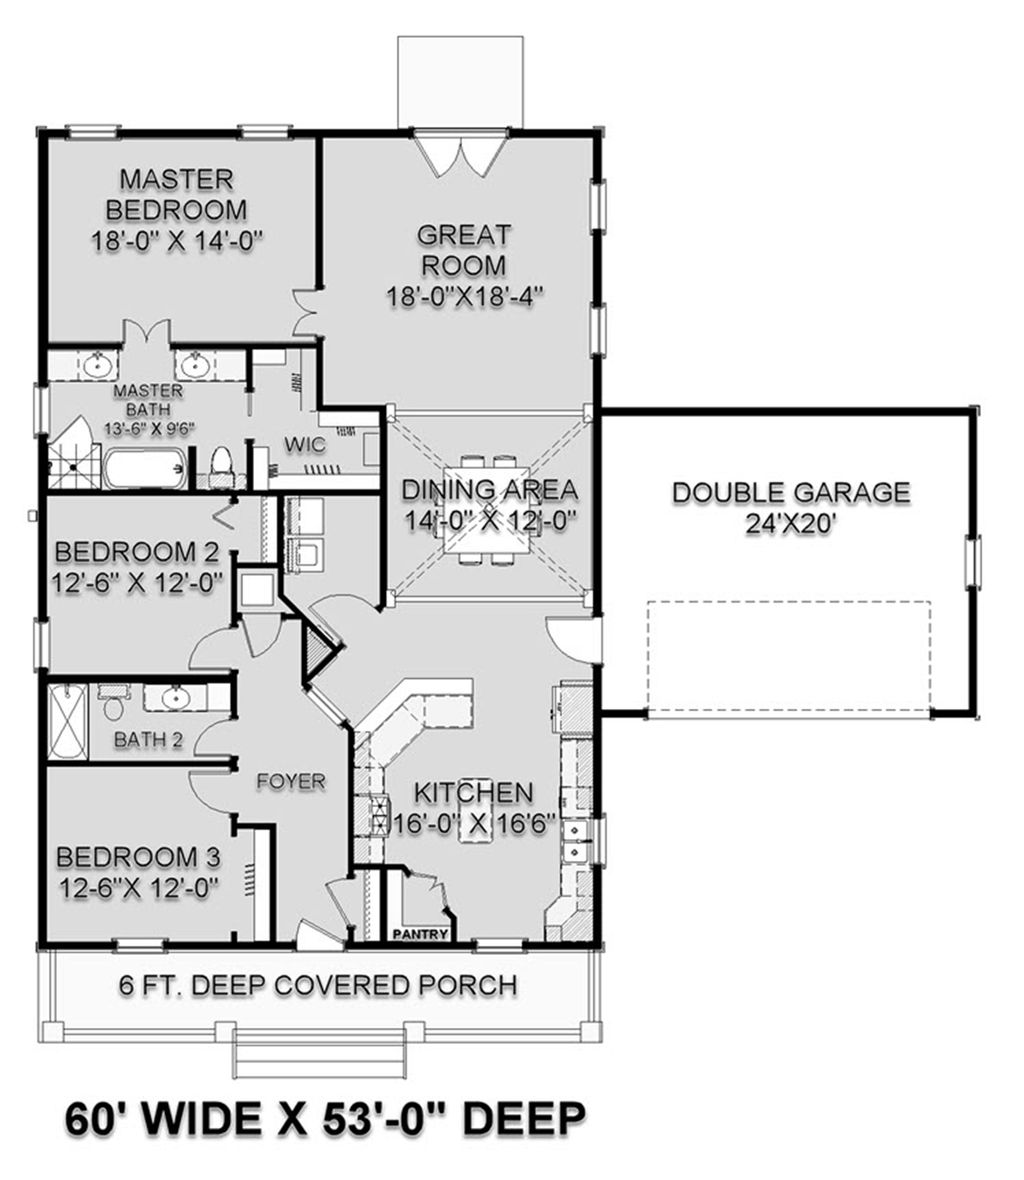 MASTER
BEDROOM
18'-0" X 14'-0"
GREAT
ROOM
18'-0"X18'-4"
MASTER
BATH
13'-6" X 9'6"
WIC
DINING AREA
14'-0" X 12'-0"
DOUBLE GARAGE
24'X20'
BEDROOM 2
12'-6" X 12'-0"
BATH 2
FOYER
KITCHEN
16'-0" X 16'6"
BEDROOM 3
12-6"X 12'-0"
PANTRY
6 FT. DEEP COVERED PORCH
60' WIDE X 53'-0" DEEP